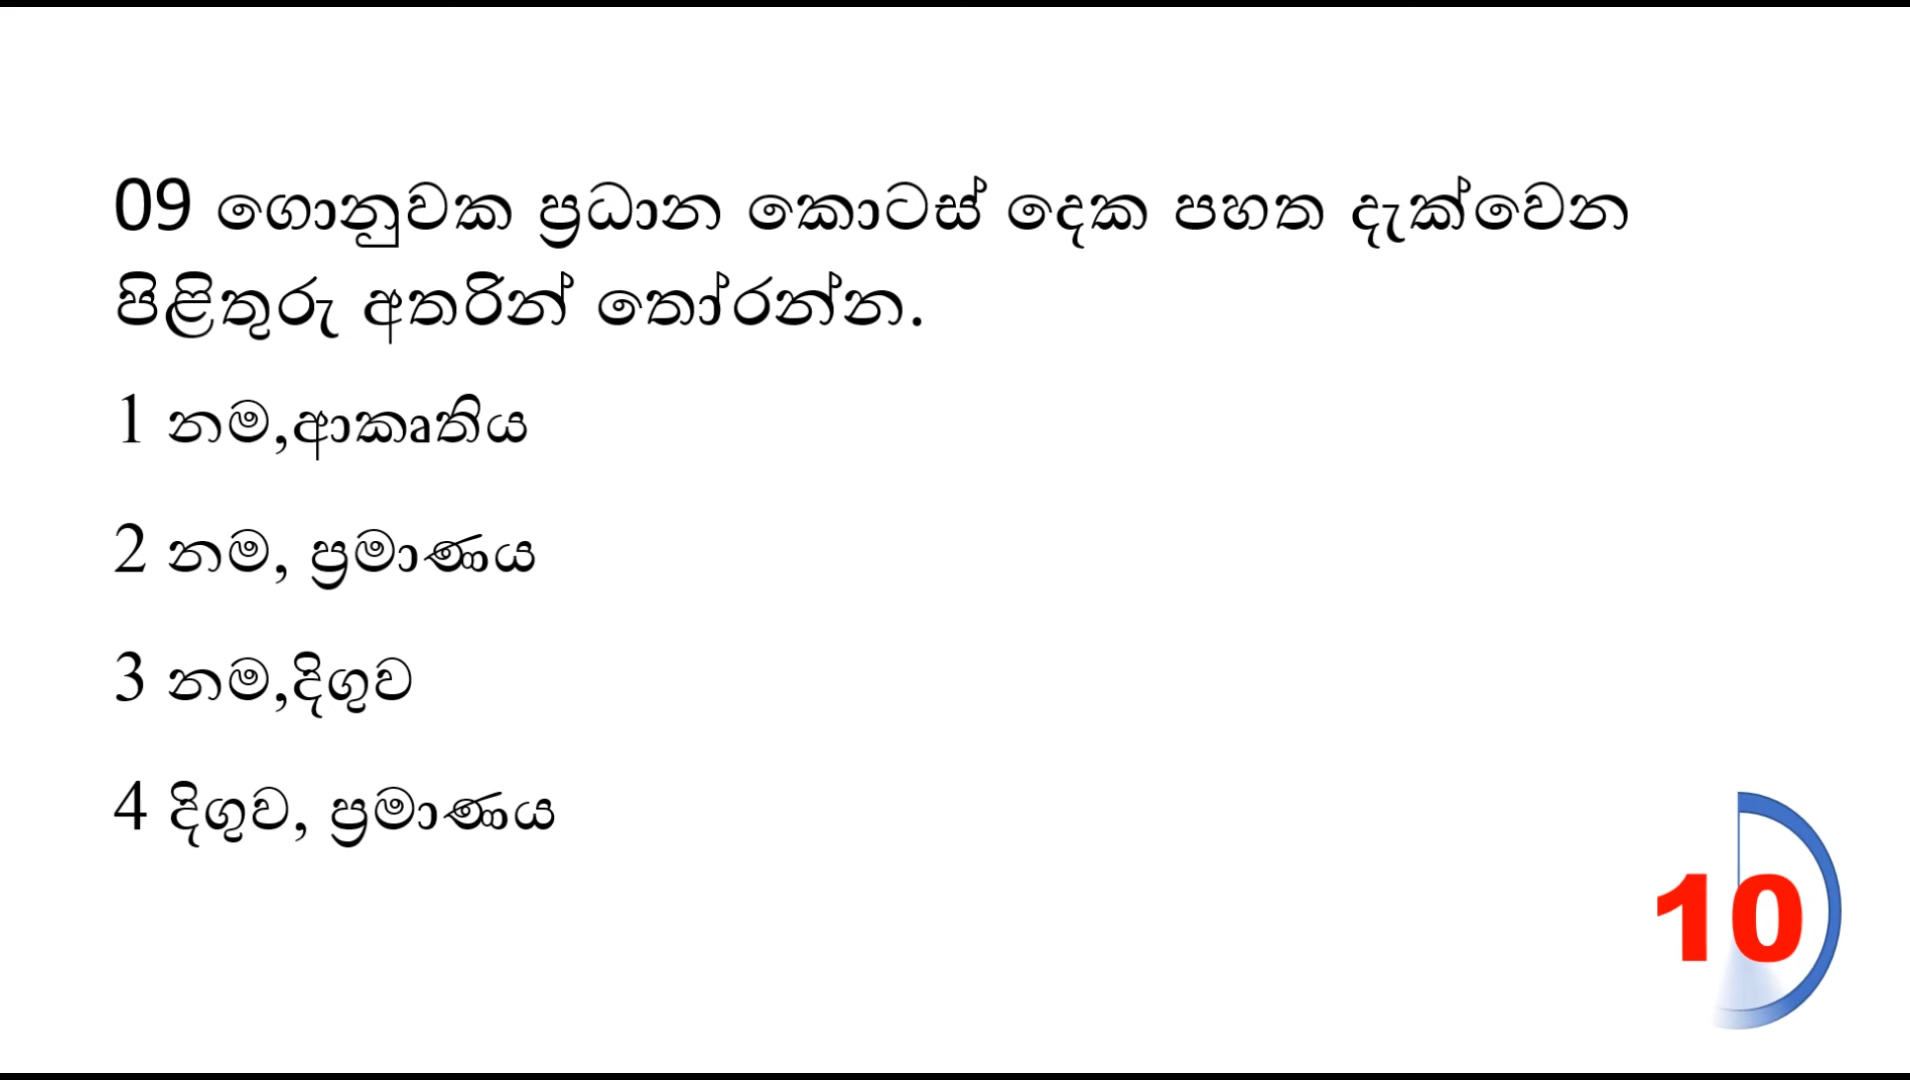 09 ගොනුවක ප්‍රධාන කොටස් දෙක පහත දැක්වෙන
පිළිතුරු අතරින් තෝරන්න.
1 නම,ආකෘතිය
2 නම, ප්‍රමාණය
3 නම,දිගුව
4 දිගුව, ප්‍රමාණය
10